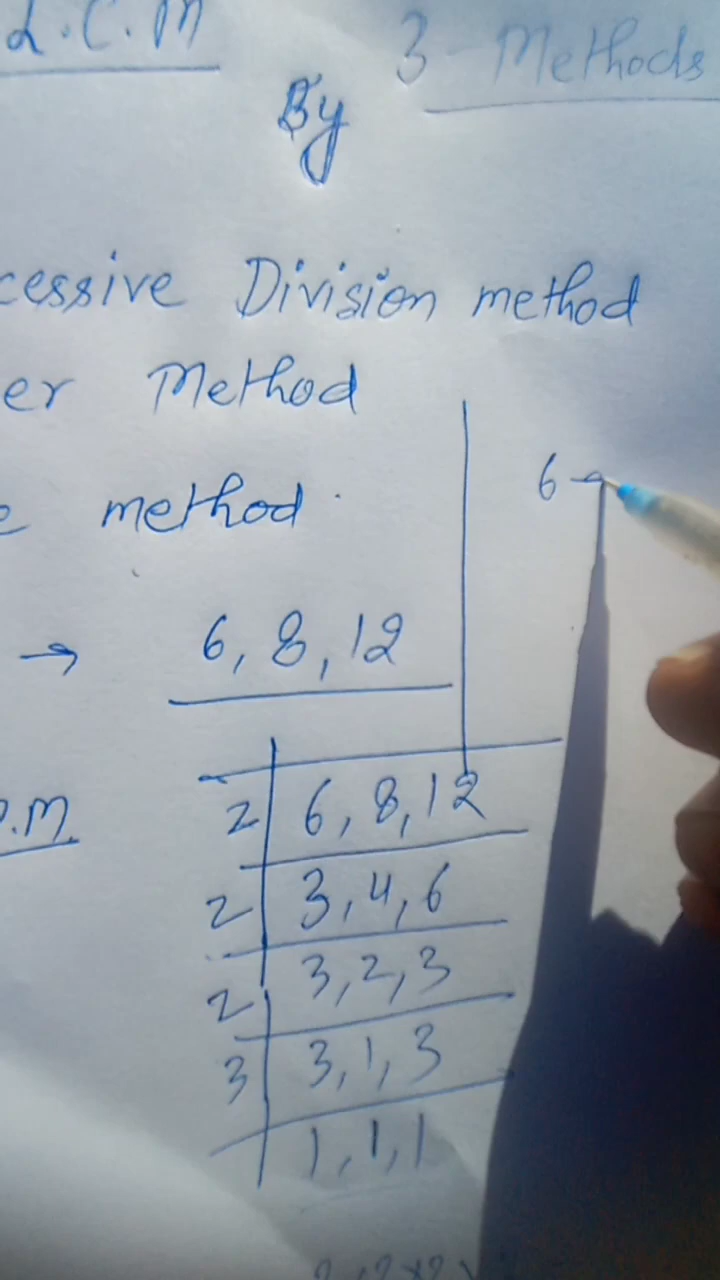 L.C.M
3 - Methods
By
cessive Division method
er Method
e method.
→ 6, 8, 12
6 →
.M
2 | 6, 8, 12
2 | 3, 4, 6
2 | 3, 2, 3
3 | 3, 1, 3
1, 1, 1